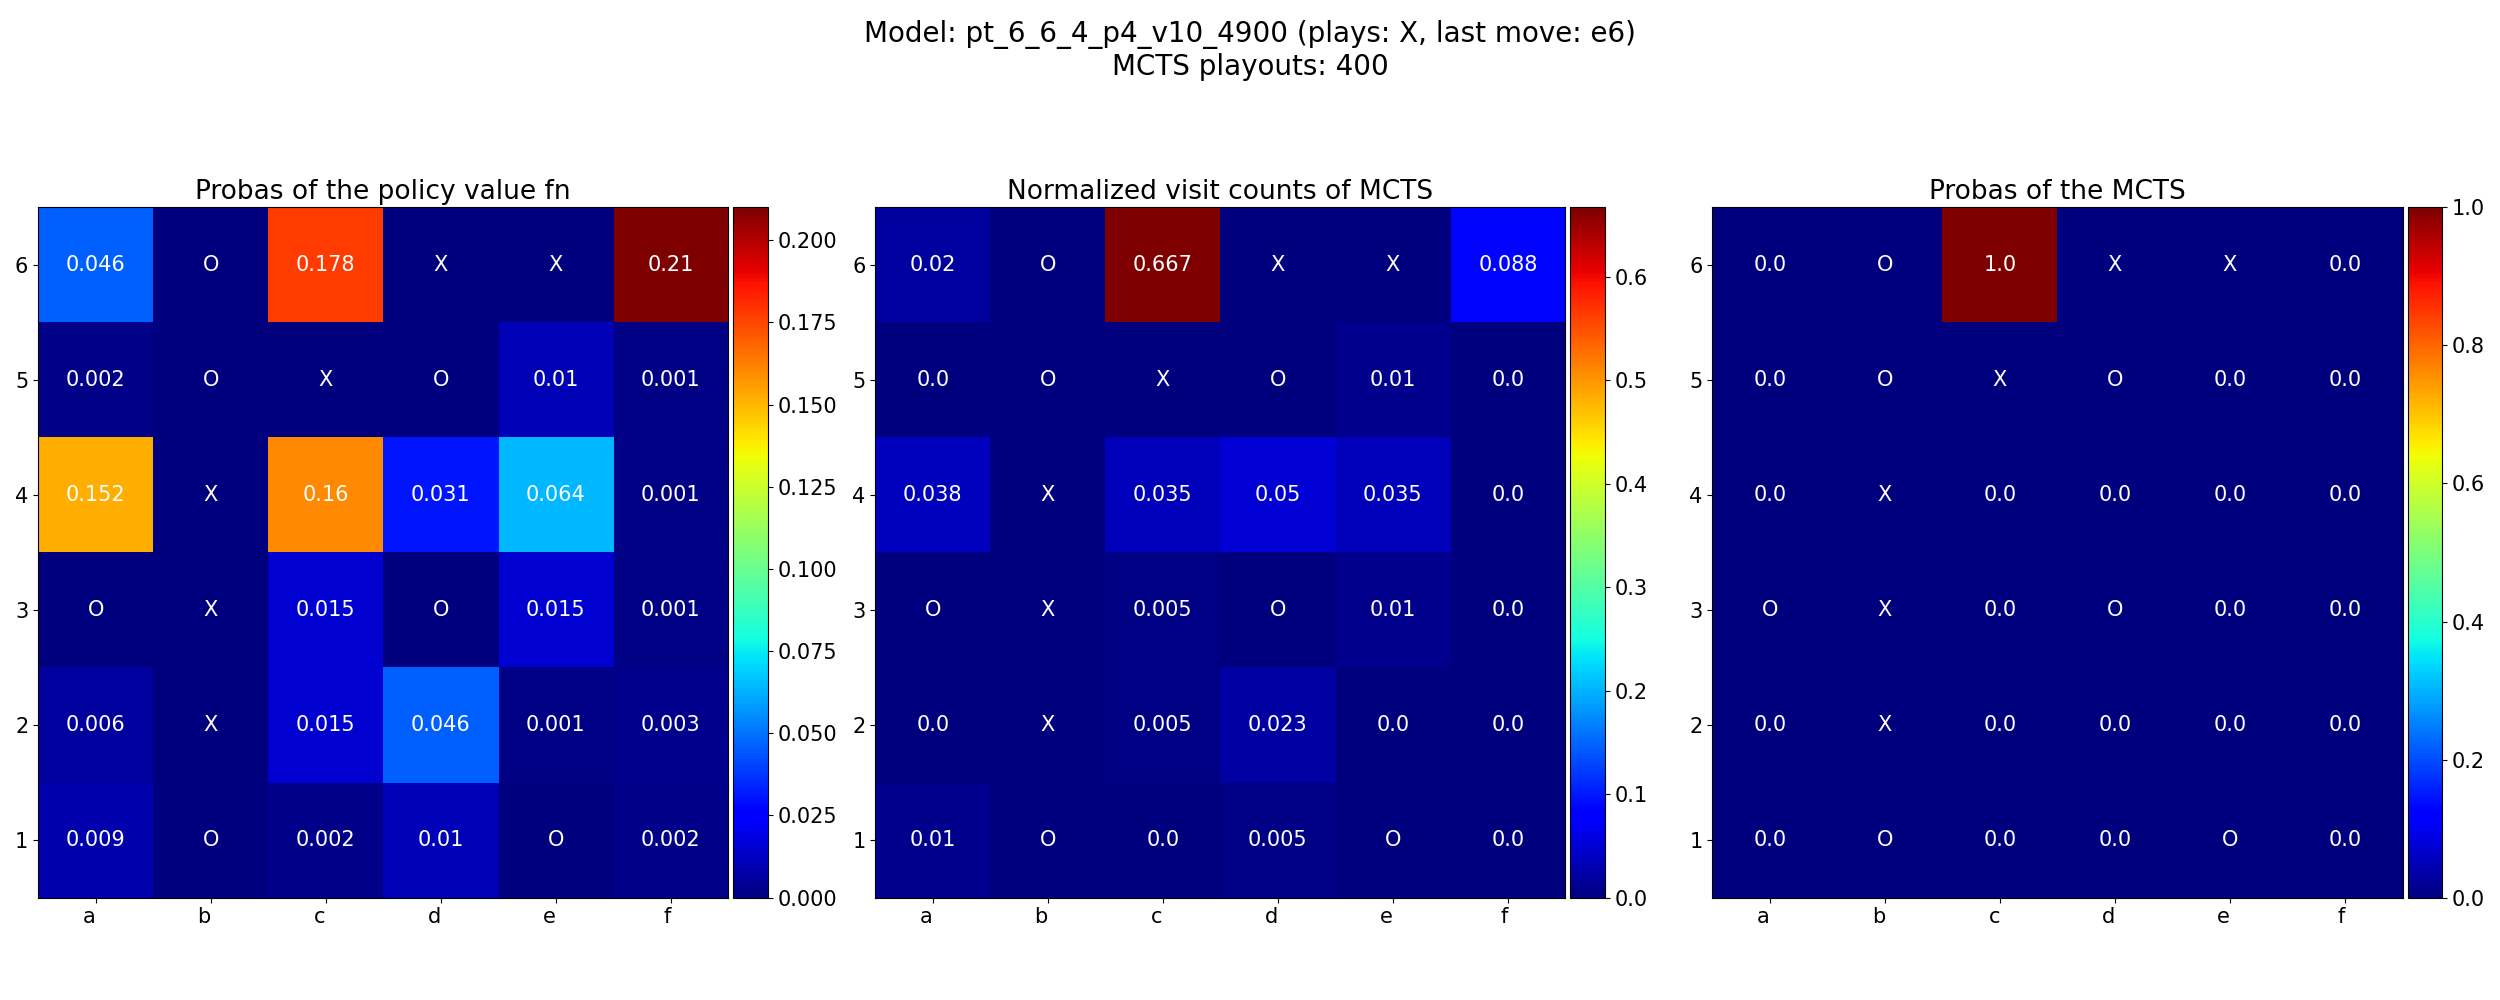 Model: pt_6_6_4_p4_v10_4900 (plays: X, last move: e6)
MCTS playouts: 400
Probas of the policy value fn
6 0.046 O 0.178 X X 0.21
5 0.002 O X O 0.01 0.001
4 0.152 X 0.16 0.031 0.064 0.001
3 O X 0.015 O 0.015 0.001
2 0.006 X 0.015 0.046 0.001 0.003
1 0.009 O 0.002 0.01 O 0.002
a b c d e f
0.200
0.175
0.150
0.125
0.100
0.075
0.050
0.025
0.000
Normalized visit counts of MCTS
6 0.02 O 0.667 X X 0.088
5 0.0 O X O 0.01 0.0
4 0.038 X 0.035 0.05 0.035 0.0
3 O X 0.005 O 0.01 0.0
2 0.0 X 0.005 0.023 0.0 0.0
1 0.01 O 0.0 0.005 O 0.0
a b c d e f
0.6
0.5
0.4
0.3
0.2
0.1
0.0
Probas of the MCTS
6 0.0 O 1.0 X X 0.0
5 0.0 O X O 0.0 0.0
4 0.0 X 0.0 0.0 0.0 0.0
3 O X 0.0 O 0.0 0.0
2 0.0 X 0.0 0.0 0.0 0.0
1 0.0 O 0.0 0.0 O 0.0
a b c d e f
1.0
0.8
0.6
0.4
0.2
0.0